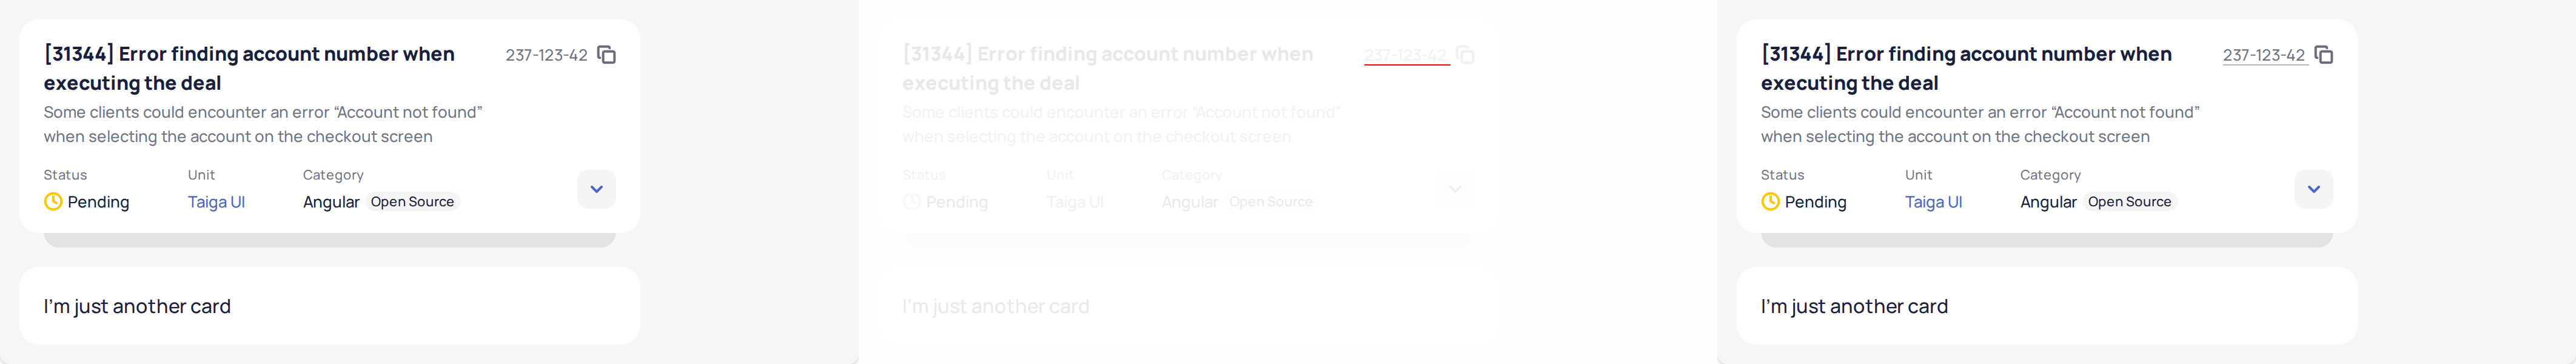 [31344] Error finding account number when
executing the deal
237-123-42
Some clients could encounter an error “Account not found”
when selecting the account on the checkout screen
Status
Unit
Category
Pending
Taiga UI
Angular Open Source
I’m just another card
[31344] Error finding account number when
executing the deal
237-123-42
Some clients could encounter an error “Account not found”
when selecting the account on the checkout screen
Status
Unit
Category
Pending
Taiga UI
Angular Open Source
I’m just another card
[31344] Error finding account number when
executing the deal
237-123-42
Some clients could encounter an error “Account not found”
when selecting the account on the checkout screen
Status
Unit
Category
Pending
Taiga UI
Angular Open Source
I’m just another card